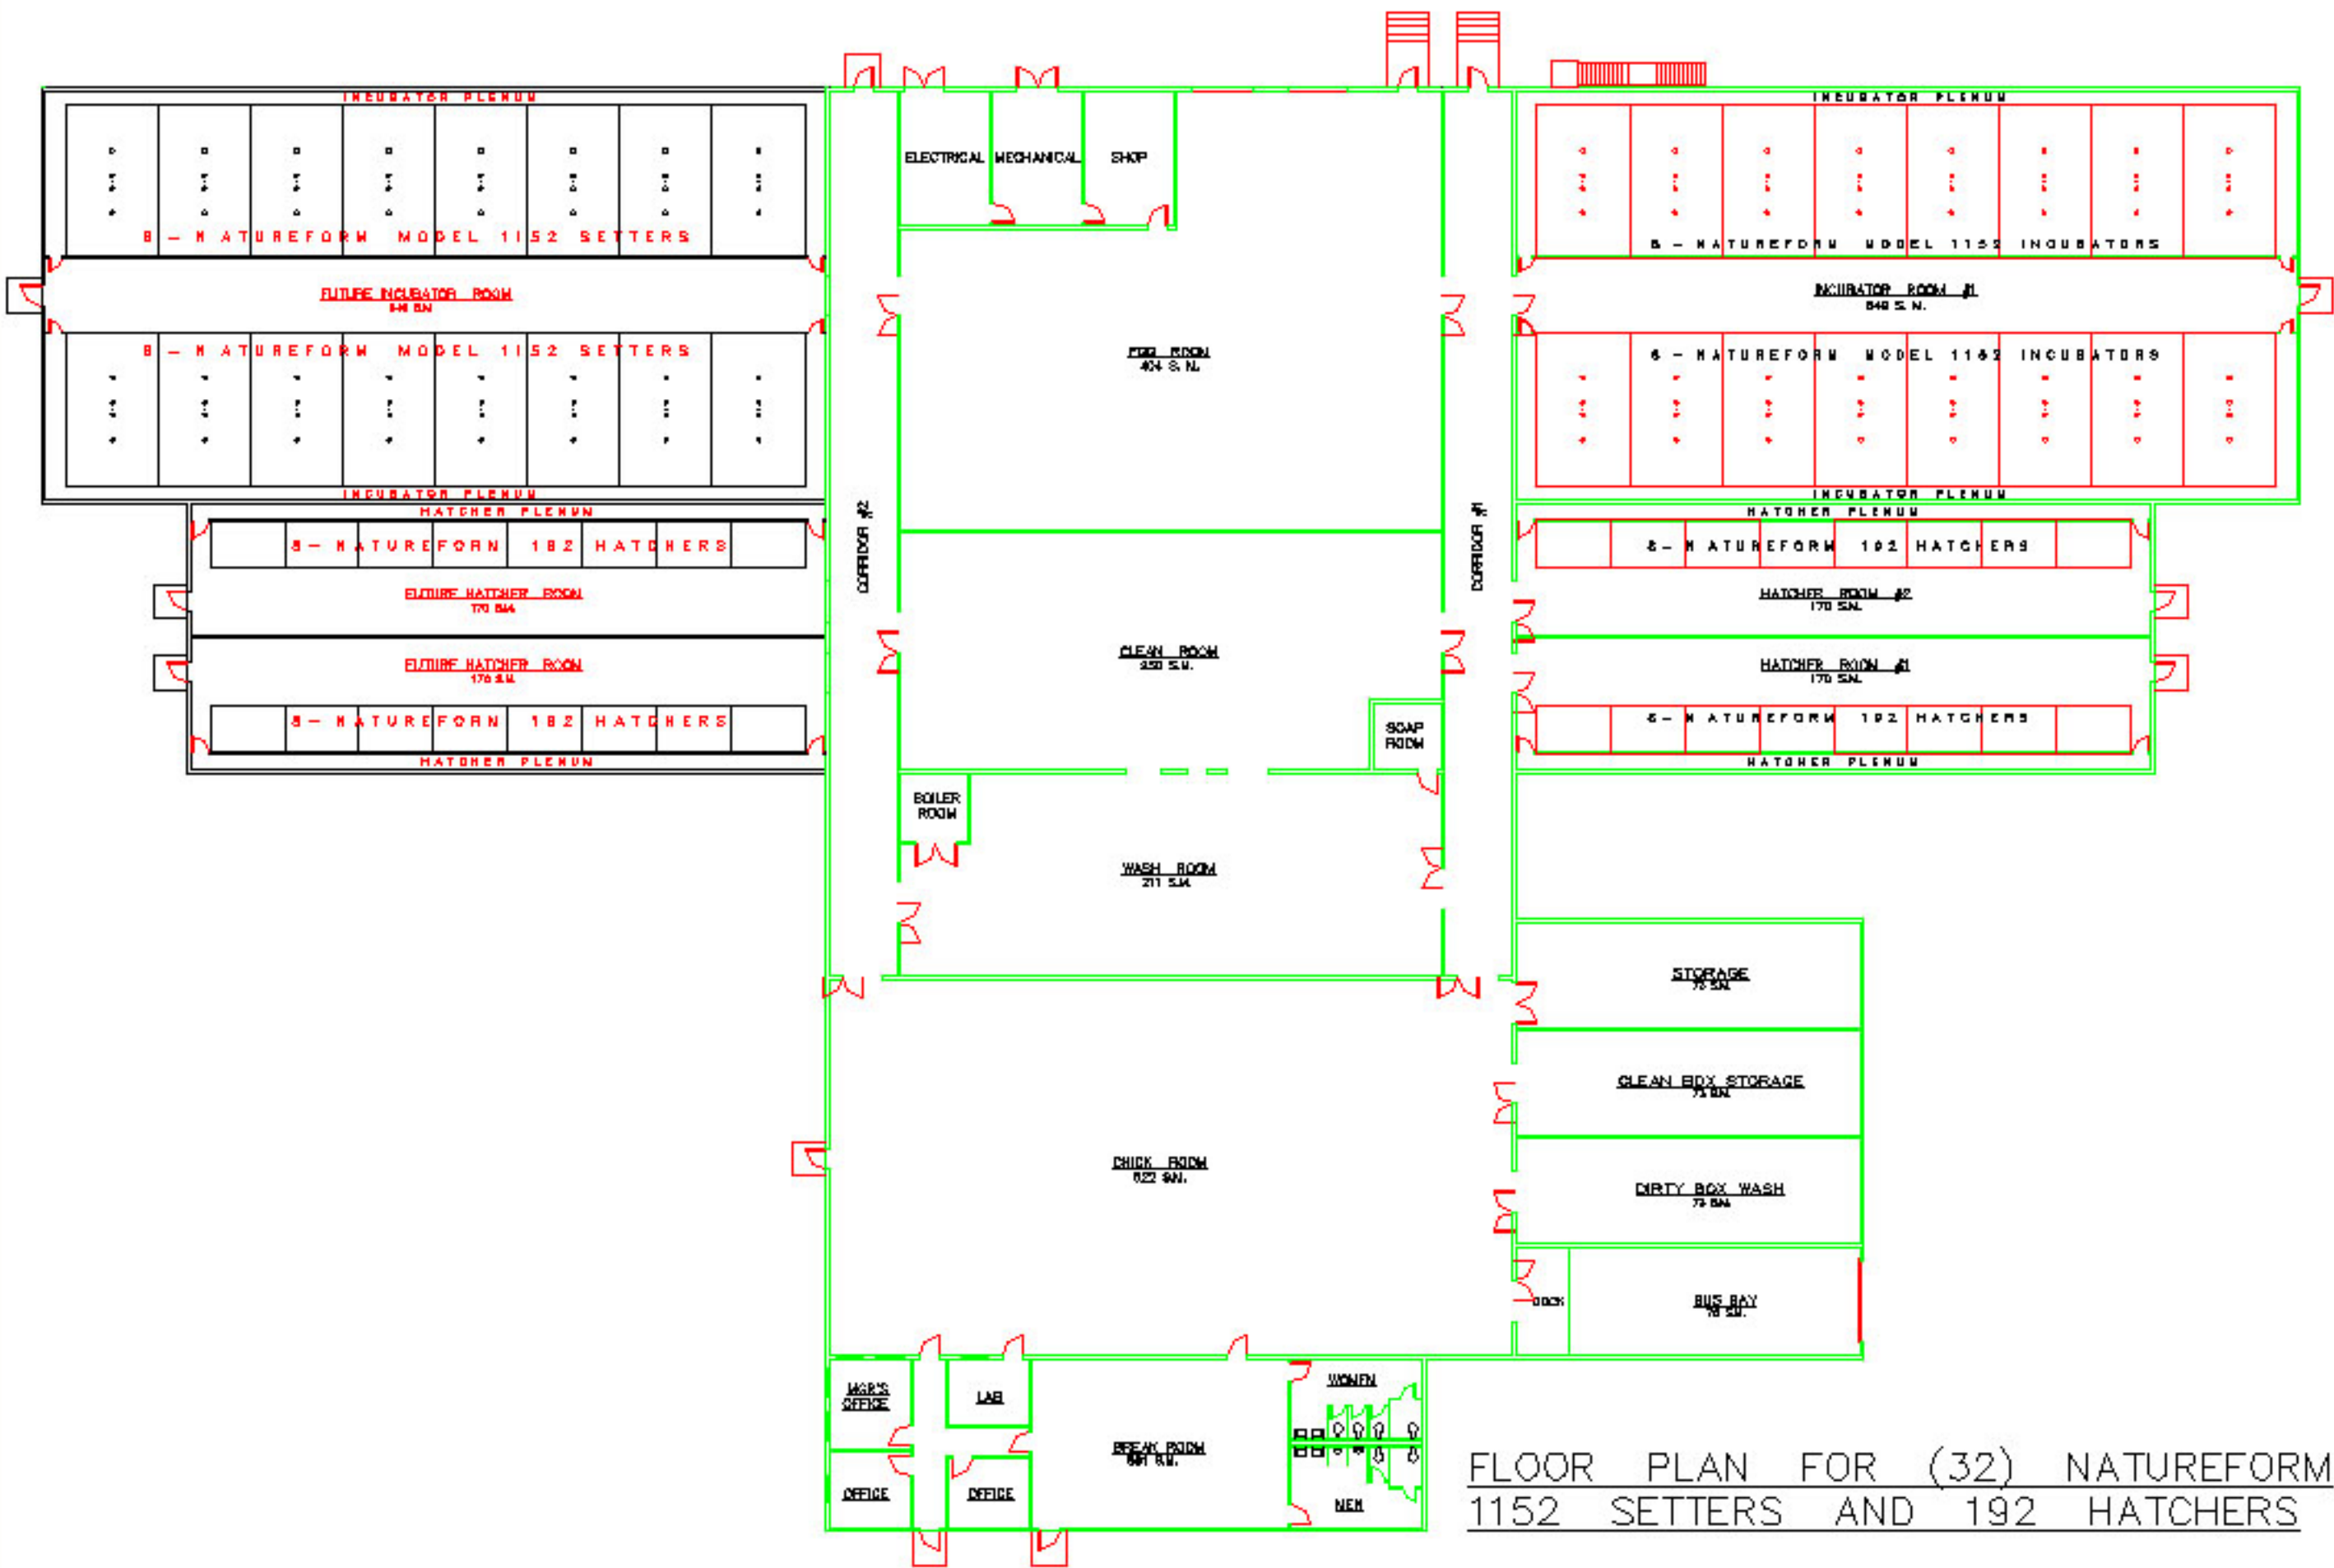 INCUBATOR PLENUM
INCUBATOR PLENUM
ELECTRICAL
MECHANICAL
SHOP
8 - NATUREFORM MODEL 1152 SETTERS
8 - NATUREFORM MODEL 1152 INCUBATORS
FUTURE INCUBATOR ROOM
INCUBATOR ROOM #1
8 - NATUREFORM MODEL 1152 SETTERS
EGG ROOM
404 S.M.
8 - NATUREFORM MODEL 1152 INCUBATORS
INCUBATOR PLENUM
INCUBATOR PLENUM
HATCHER PLENUM
HATCHER PLENUM
CORRIDOR #2
CORRIDOR #1
8 - NATUREFORM 192 HATCHERS
8 - NATUREFORM 192 HATCHERS
FUTURE HATCHER ROOM
170 S.M.
HATCHER ROOM #2
170 S.M.
CLEAN ROOM
FUTURE HATCHER ROOM
170 S.M.
HATCHER ROOM #1
170 S.M.
8 - NATUREFORM 192 HATCHERS
8 - NATUREFORM 192 HATCHERS
SOAP
ROOM
HATCHER PLENUM
HATCHER PLENUM
BOILER
ROOM
WASH ROOM
211 S.M.
STORAGE
CLEAN BOX STORAGE
CHICK ROOM
DIRTY BOX WASH
DOCK
BUS BAY
MGR'S
OFFICE
LAB
WOMEN
BREAK ROOM
OFFICE
OFFICE
MEN
FLOOR PLAN FOR (32) NATUREFORM
1152 SETTERS AND 192 HATCHERS